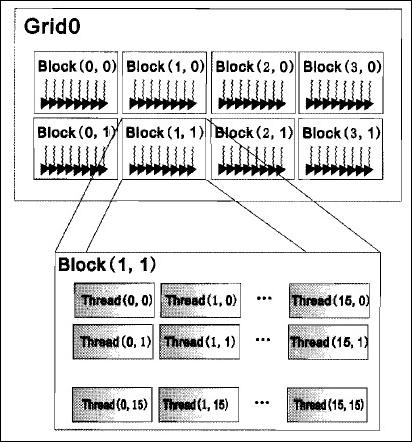 Grid0
Block(0, 0) Block(1, 0) Block(2, 0) Block(3, 0)
Block(0, 1) Block(1, 1) Block(2, 1) Block(3, 1)
Block(1, 1)
Thread(0, 0) Thread(1, 0) ... Thread(15, 0)
Thread(0, 1) Thread(1, 1) Thread(15, 1)
Thread(0, 15) Thread(1, 15) ... Thread(15, 15)